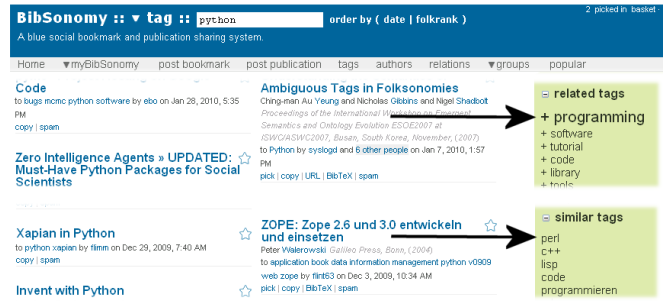 2 picked in basket
BibSonomy :: ▾ tag :: python order by ( date | folkrank )
A blue social bookmark and publication sharing system.
Home ▾myBibSonomy post bookmark post publication tags authors relations ▾groups popular
Code
to bugs mcmc python software by ebo on Jan 28, 2010, 5:35
PM
copy | spam
Zero Intelligence Agents » UPDATED:
Must-Have Python Packages for Social
Scientists
Xapian in Python
to python xapian by flimm on Dec 29, 2009, 7:40 AM
copy | spam
Invent with Python
Ambiguous Tags in Folksonomies
Ching-man Au Yeung and Nicholas Gibbins and Nigel Shadbolt
Proceedings of the International Workshop on Emergent
Semantics and Ontology Evolution ESOE2007 at
ISWC/ASWC2007, Busan, South Korea, November, (2007)
to Python by syslogd and 6 other people on Jan 7, 2010, 1:57
PM
pick | copy | URL | BibTeX | spam
ZOPE: Zope 2.6 und 3.0 entwickeln
und einsetzen
Peter Walerowski Galileo Press, Bonn, (2004)
to application book data information management python v0909
web zope by flint63 on Dec 3, 2009, 10:34 AM
pick | copy | BibTeX | spam
related tags
+ programming
+ software
+ tutorial
+ code
+ library
+ tools
similar tags
perl
c++
lisp
code
programmieren